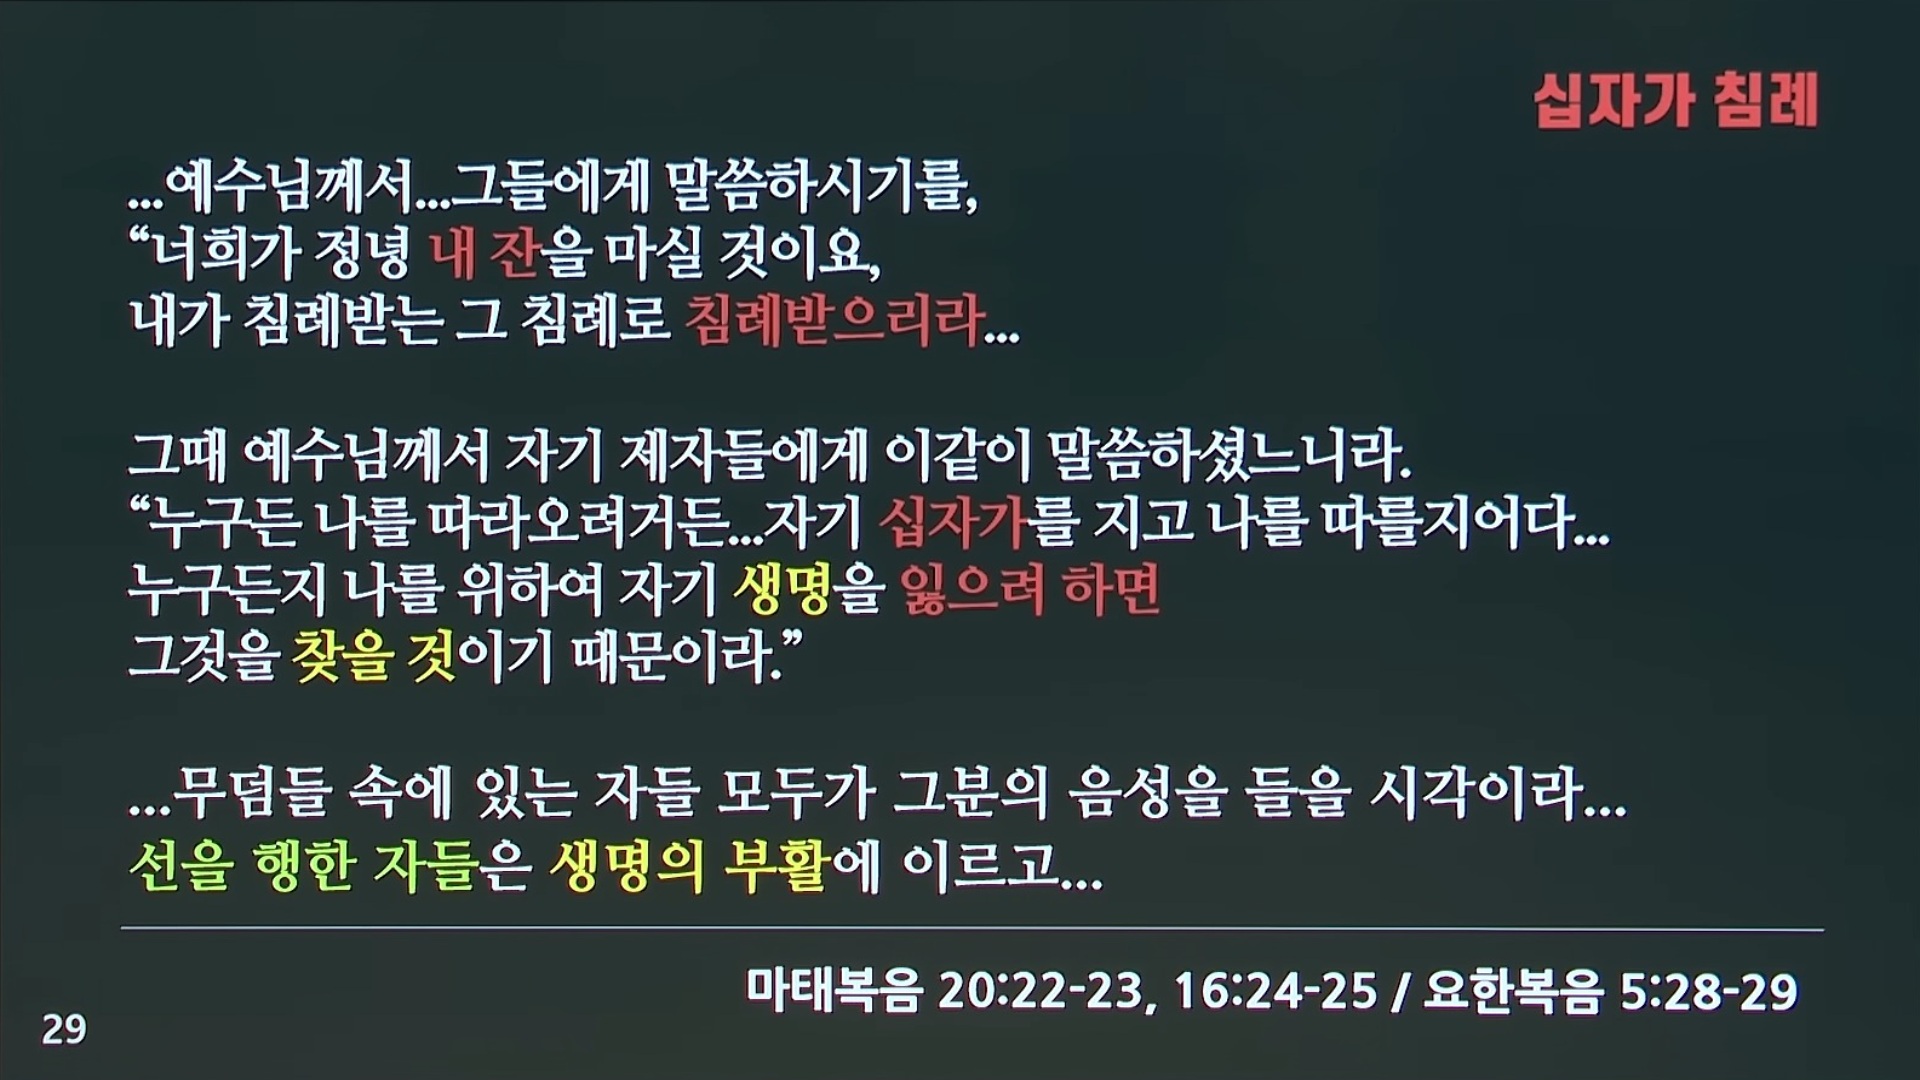 십자가 침례
...예수님께서...그들에게 말씀하시기를,
“너희가 정녕 내 잔을 마실 것이요,
내가 침례받는 그 침례로 침례받으리라...
그때 예수님께서 자기 제자들에게 이같이 말씀하셨느니라.
“누구든 나를 따라오려거든...자기 십자가를 지고 나를 따를지어다...
누구든지 나를 위하여 자기 생명을 잃으려 하면
그것을 찾을 것이기 때문이라.”
...무덤들 속에 있는 자들 모두가 그분의 음성을 들을 시각이라...
선을 행한 자들은 생명의 부활에 이르고...
마태복음 20:22-23, 16:24-25 / 요한복음 5:28-29
29